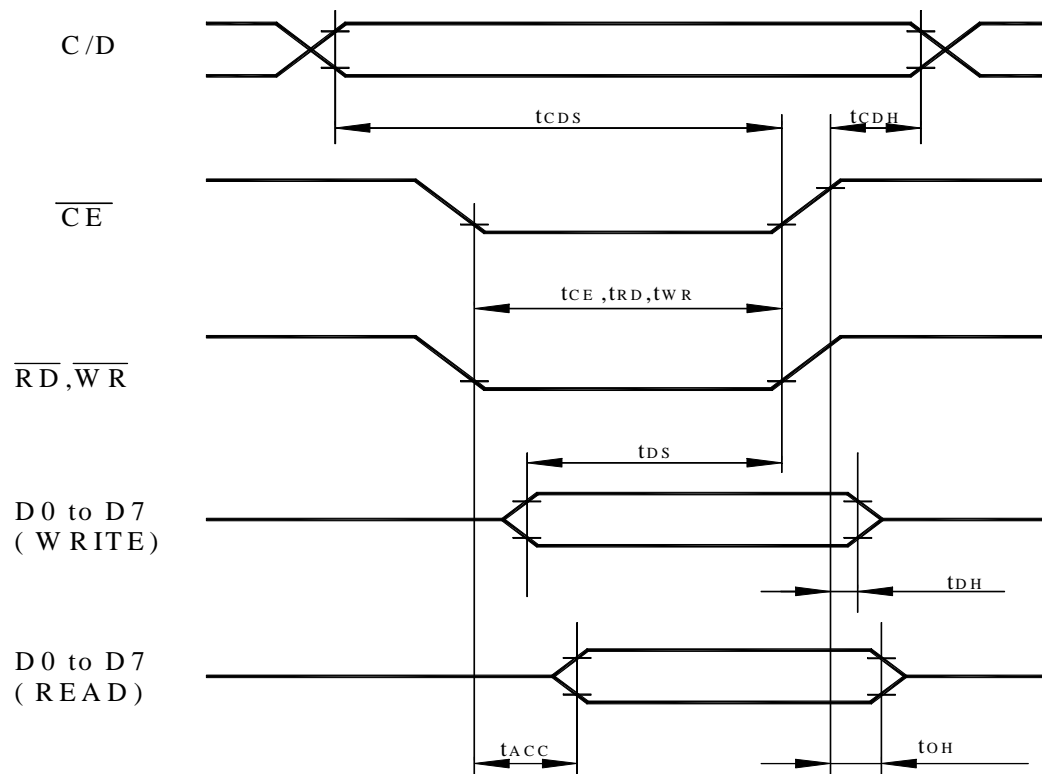 C/D
tCDS
tCDH
CE
tCE ,tRD,tWR
RD,WR
tDS
D0 to D7
( WRITE)
tDH
D0 to D7
( READ)
tACC
tOH